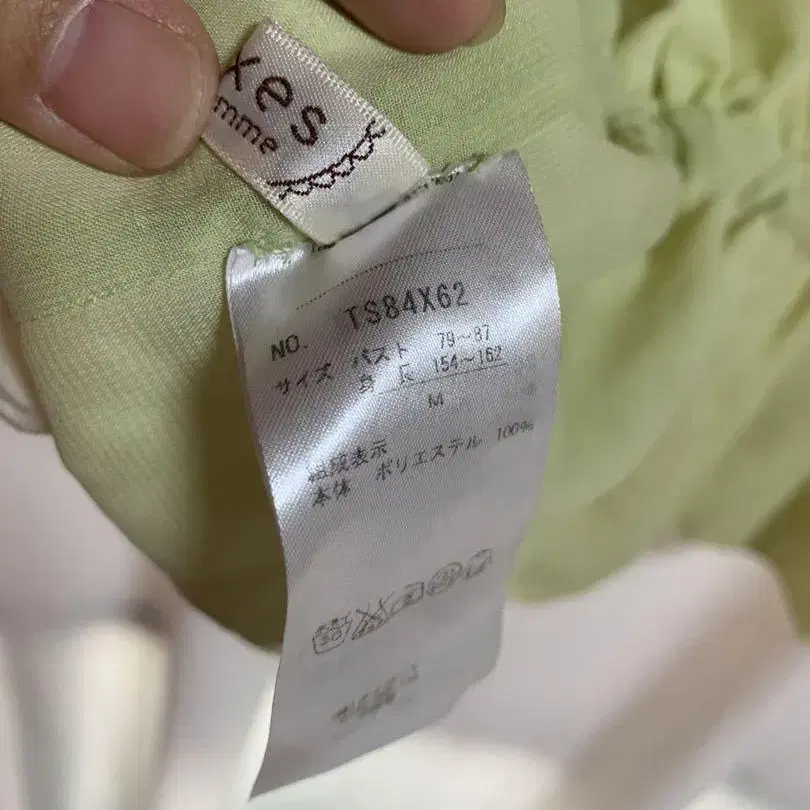 xes
mme
NO. TS84X62
サイズ バスト 79~87
身 長 154~162
M
組成表示
本体 ポリエステル 100%